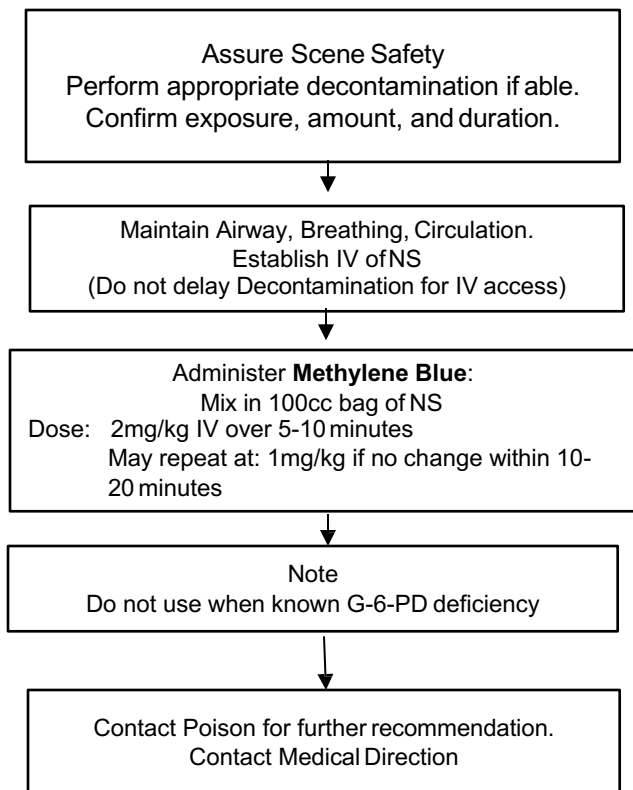 Assure Scene Safety
Perform appropriate decontamination if able.
Confirm exposure, amount, and duration.
Maintain Airway, Breathing, Circulation.
Establish IV of NS
(Do not delay Decontamination for IV access)
Administer Methylene Blue:
Mix in 100cc bag of NS
Dose: 2mg/kg IV over 5-10 minutes
May repeat at: 1mg/kg if no change within 10-
20 minutes
Note
Do not use when known G-6-PD deficiency
Contact Poison for further recommendation.
Contact Medical Direction